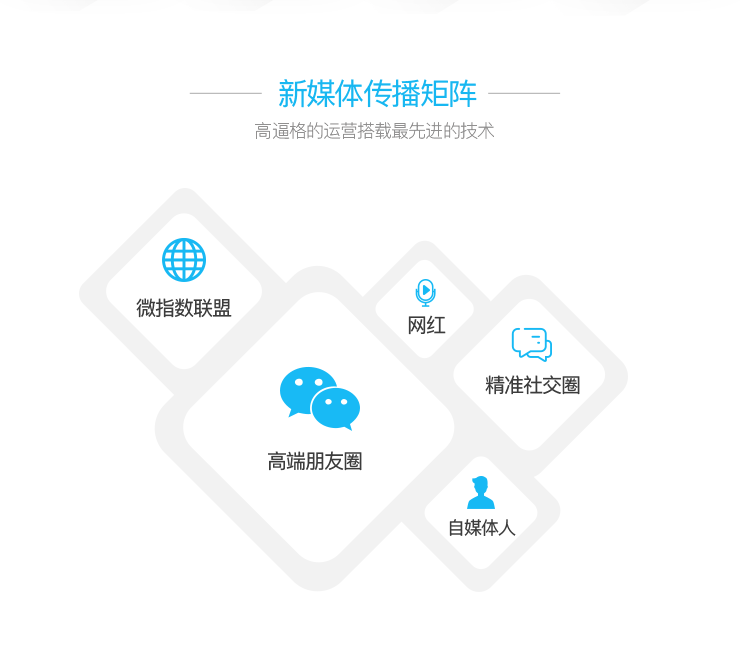 新媒体传播矩阵
高逼格的运营搭载最先进的技术
微指数联盟
网红
精准社交圈
高端朋友圈
自媒体人